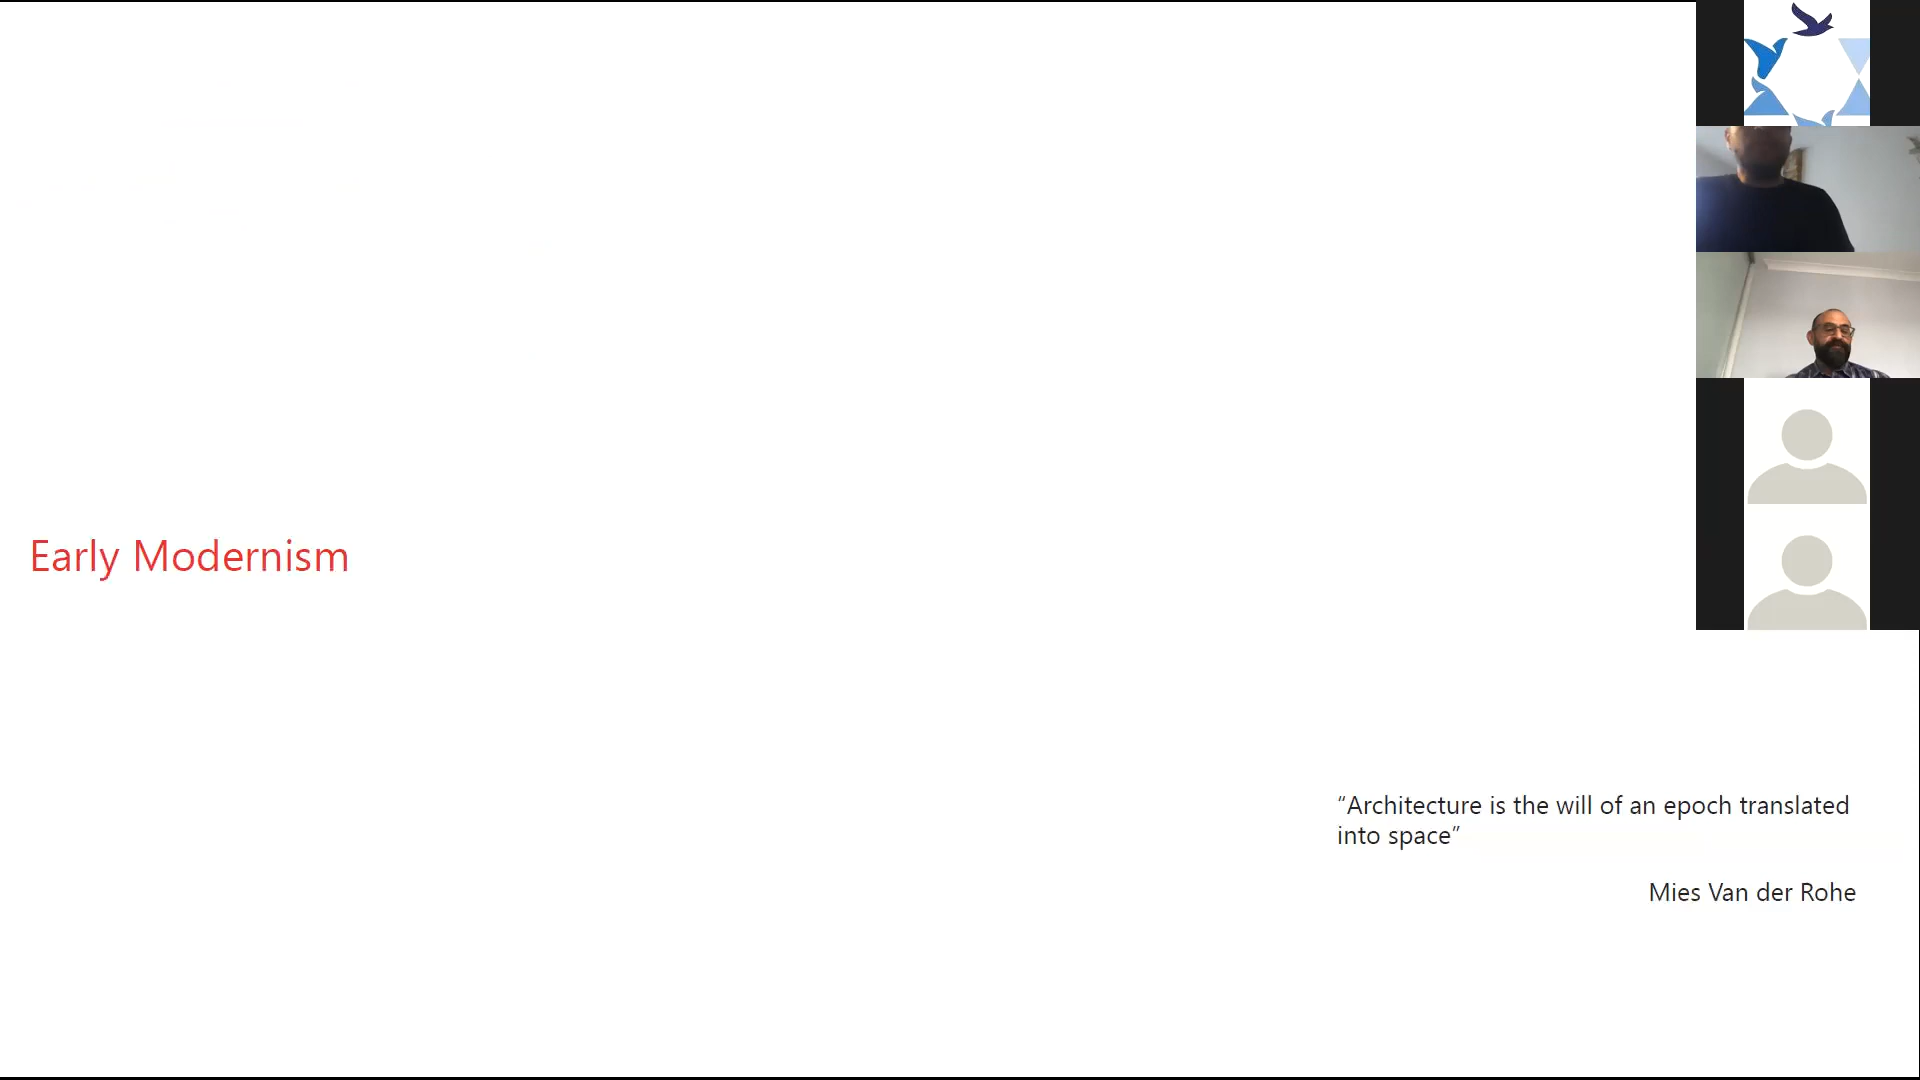 Early Modernism
“Architecture is the will of an epoch translated
into space”
Mies Van der Rohe